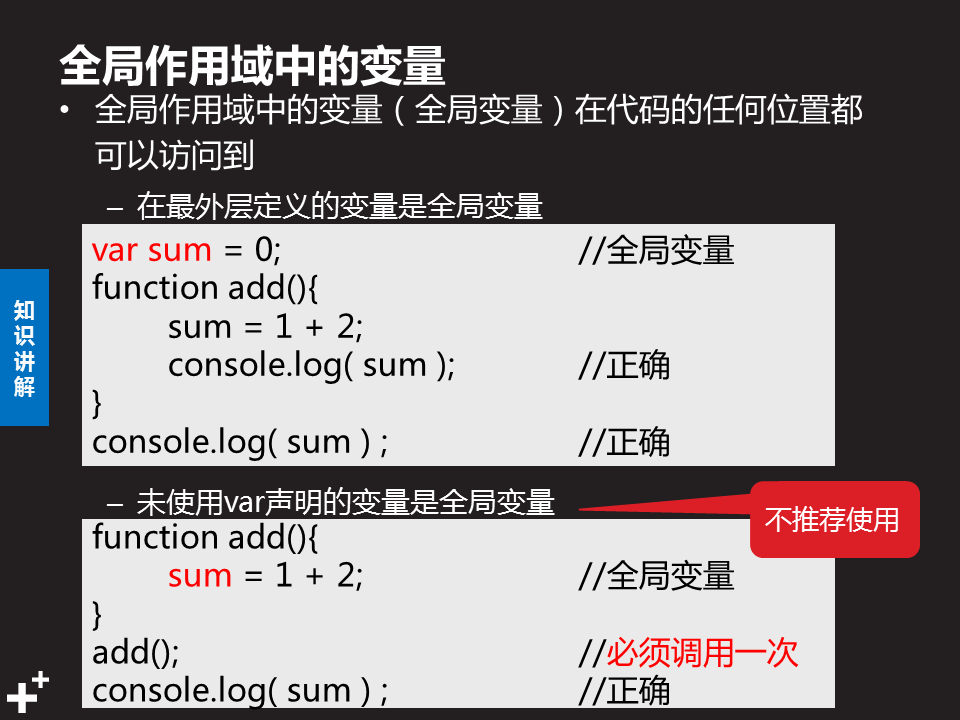 全局作用域中的变量
• 全局作用域中的变量（全局变量）在代码的任何位置都
可以访问到
– 在最外层定义的变量是全局变量
var sum = 0; //全局变量
function add(){
sum = 1 + 2;
console.log( sum ); //正确
}
console.log( sum ) ; //正确
知识讲解
– 未使用var声明的变量是全局变量
不推荐使用
function add(){
sum = 1 + 2; //全局变量
}
add(); //必须调用一次
console.log( sum ) ; //正确